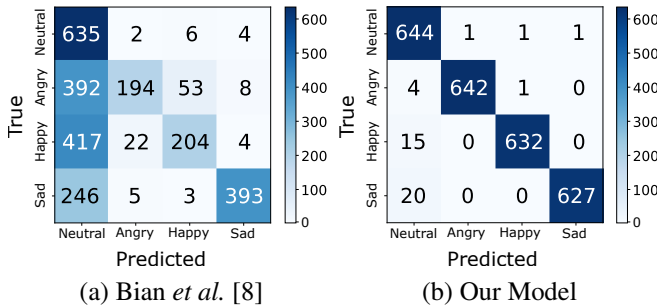 Neutral 635 2 6 4
Angry 392 194 53 8
Happy 417 22 204 4
Sad 246 5 3 393
Neutral Angry Happy Sad
Predicted
True
600
500
400
300
200
100
0
(a) Bian et al. [8]
Neutral 644 1 1 1
Angry 4 642 1 0
Happy 15 0 632 0
Sad 20 0 0 627
Neutral Angry Happy Sad
Predicted
True
600
500
400
300
200
100
0
(b) Our Model